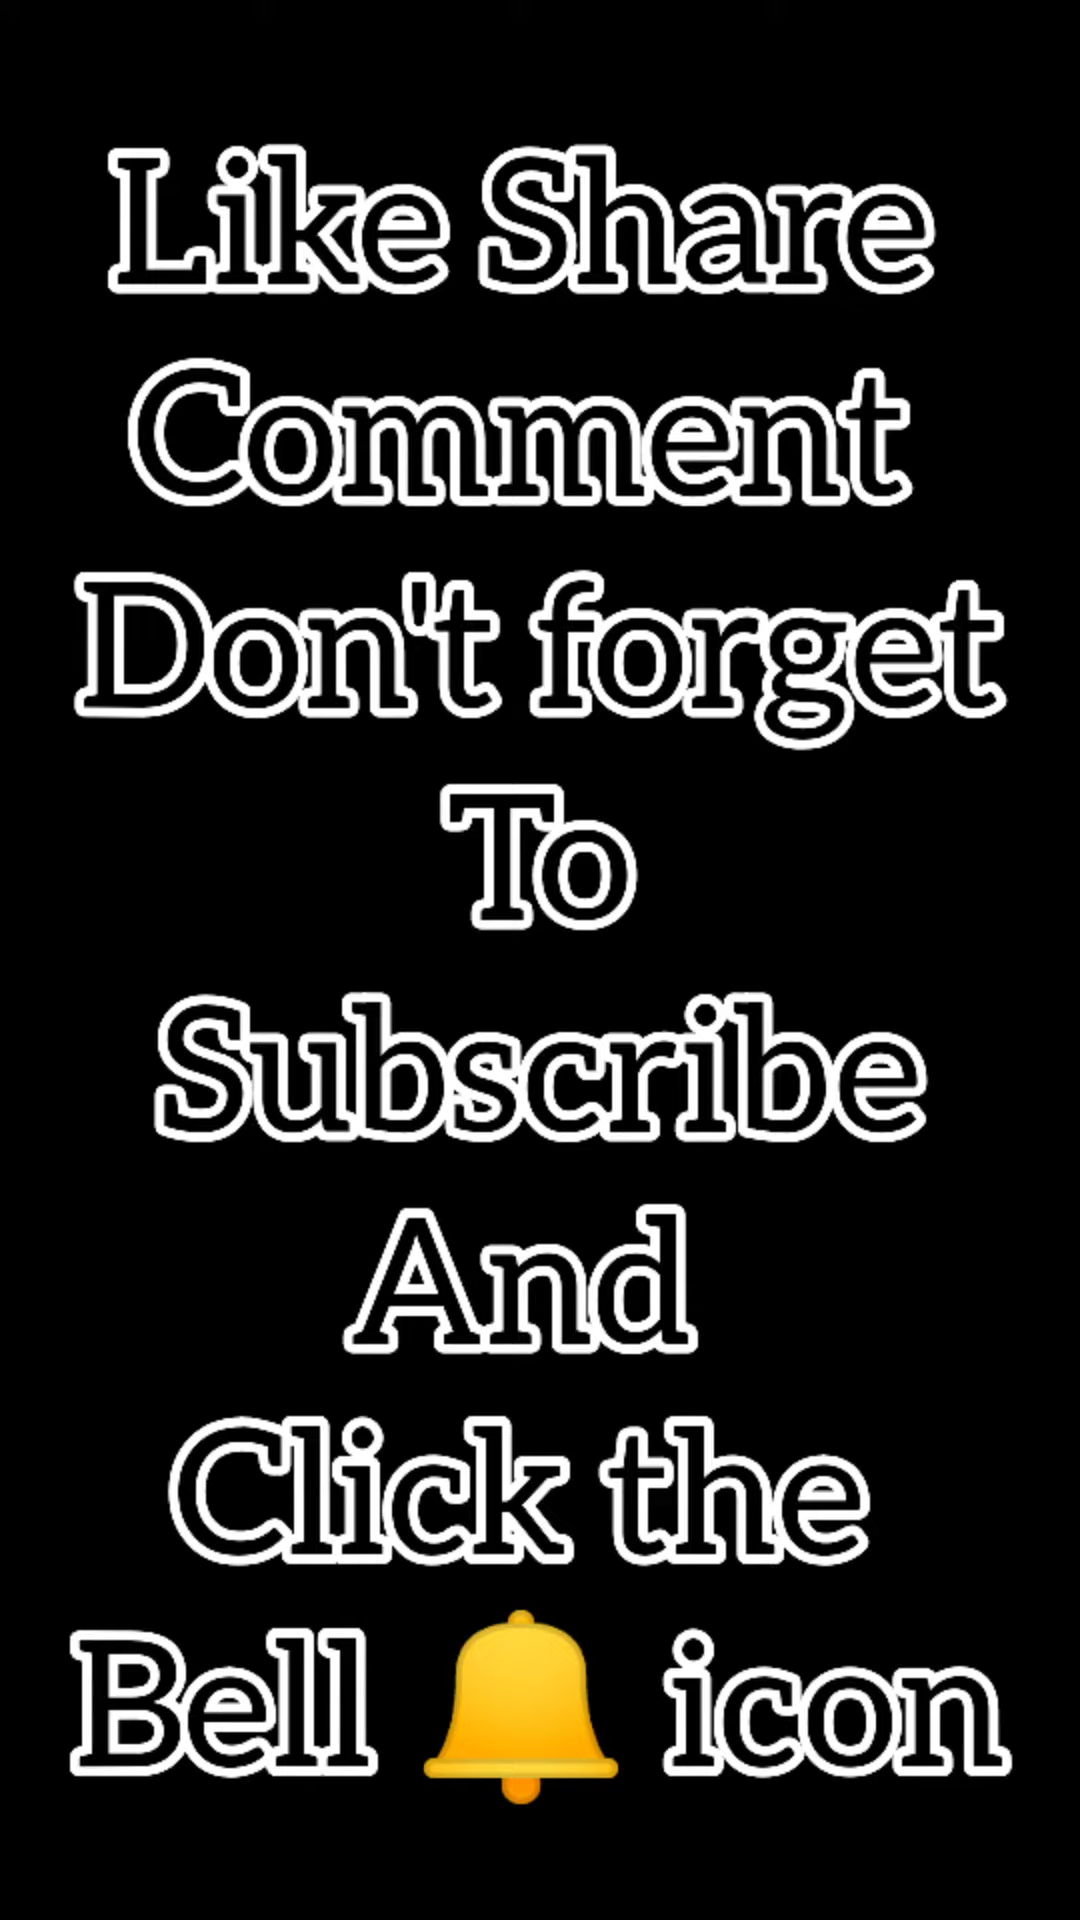 Like Share
Comment
Don't forget
To
Subscribe
And
Click the
Bell 🔔 icon